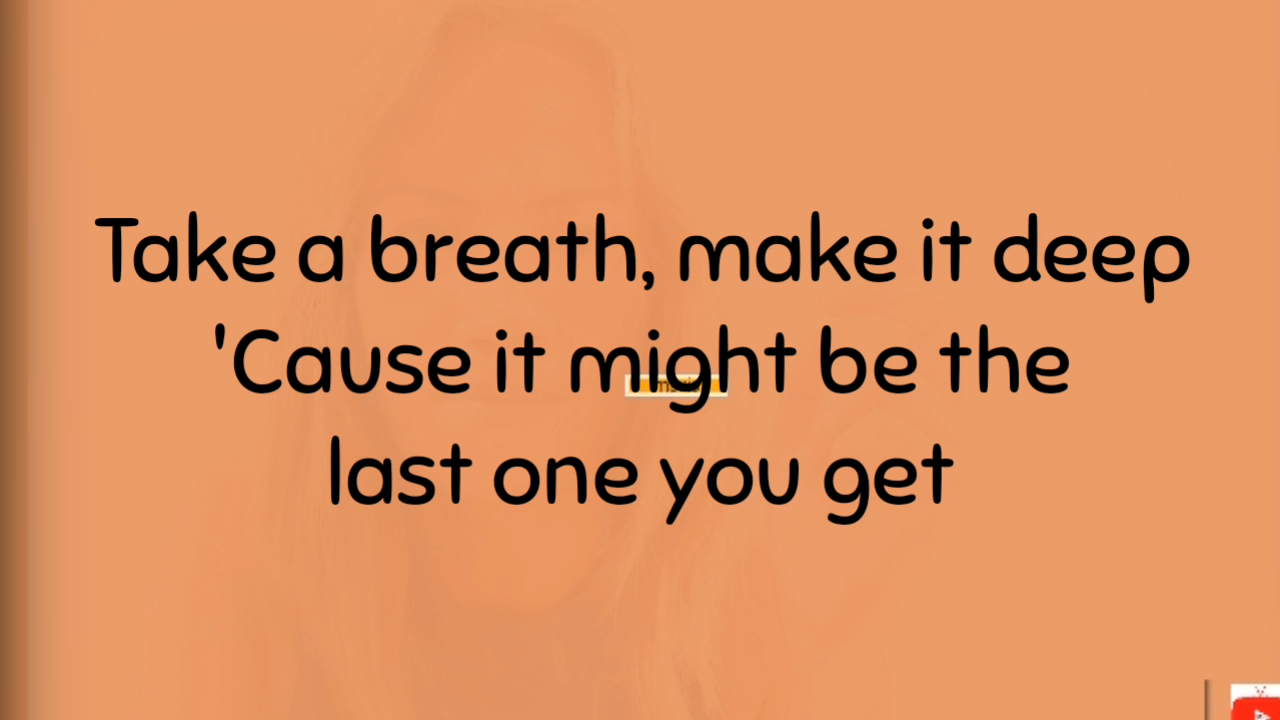 Take a breath, make it deep
'Cause it might be the
last one you get